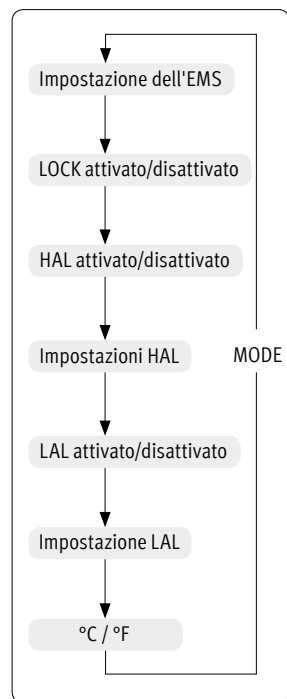 Impostazione dell'EMS
LOCK attivato/disattivato
HAL attivato/disattivato
Impostazioni HAL
MODE
LAL attivato/disattivato
Impostazione LAL
°C / °F